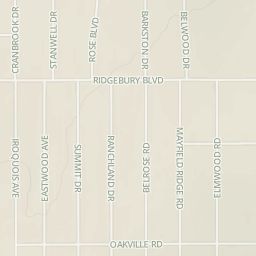 CRANBROOK DR
STANWELL DR
ROSE BLVD
BARKSTON DR
BELWOOD DR
RIDGEBURY BLVD
IROQUOIS AVE
EASTWOOD AVE
SUMMIT DR
RANCHLAND DR
BELROSE RD
MAYFIELD RIDGE RD
ELMWOOD RD
OAKVILLE RD